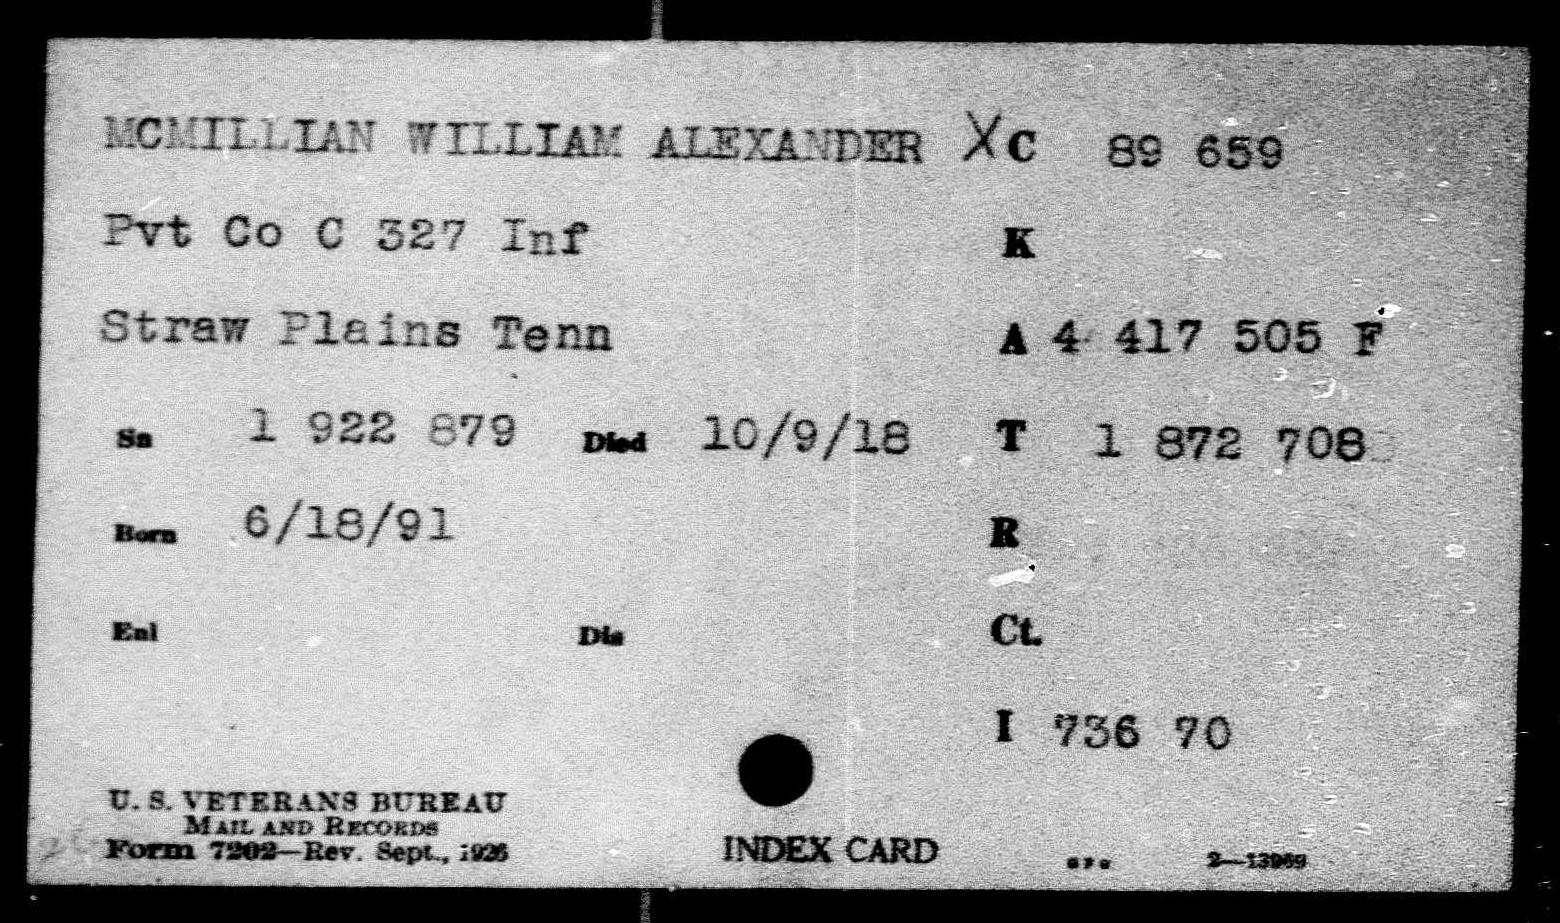 MCMILLIAN WILLIAM ALEXANDER XC 89 659
Pvt Co C 327 Inf K
Straw Plains Tenn A 4 417 505 F
Sn 1 922 879 Died 10/9/18 T 1 872 708
Born 6/18/91 R
Enl Dis Ct.
I 736 70
U. S. VETERANS BUREAU
MAIL AND RECORDS
Form 7202—Rev. Sept., 1926 INDEX CARD 2—13969